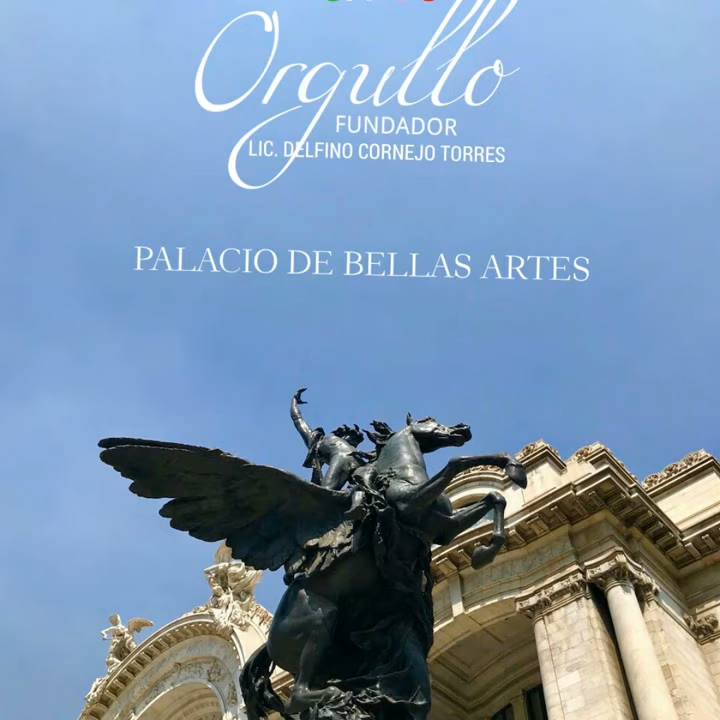 Orgullo
FUNDADOR
LIC. DELFINO CORNEJO TORRES
PALACIO DE BELLAS ARTES